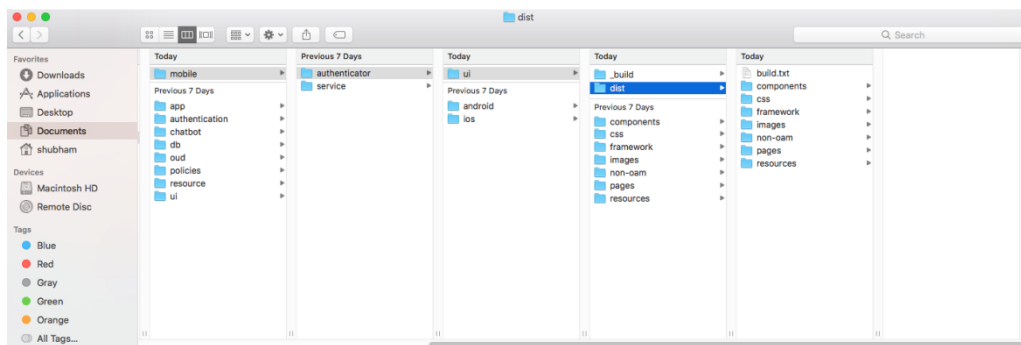 dist
Search
Favorites
Downloads
Applications
Desktop
Documents
shubham
Devices
Macintosh HD
Remote Disc
Tags
Blue
Red
Gray
Green
Orange
All Tags...
Today
mobile
Previous 7 Days
app
authentication
chatbot
db
oud
policies
resource
ui
Previous 7 Days
authenticator
service
Today
ui
Previous 7 Days
android
ios
Today
_build
dist
Previous 7 Days
components
css
framework
images
non-oam
pages
resources
Today
build.txt
components
css
framework
images
non-oam
pages
resources